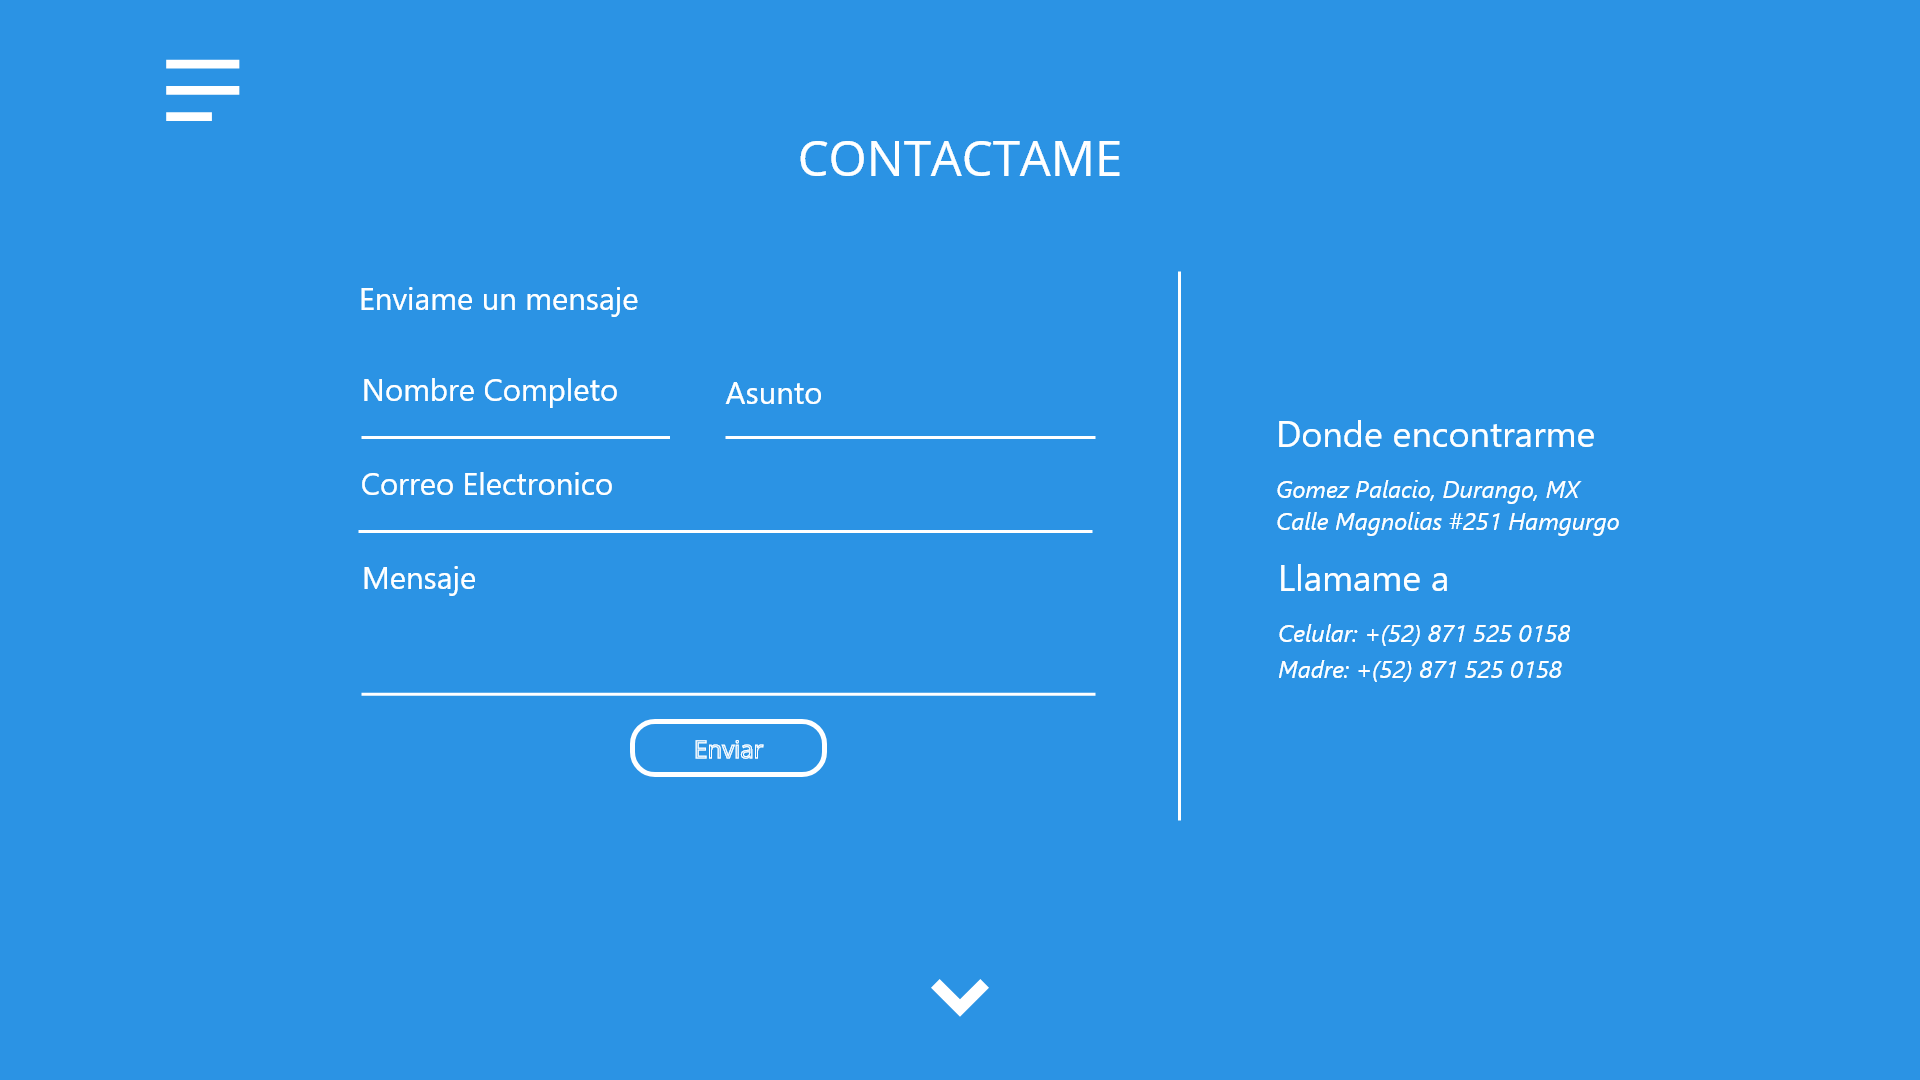 CONTACTAME
Enviame un mensaje
Nombre Completo
Asunto
Correo Electronico
Mensaje
Enviar
Donde encontrarme
Gomez Palacio, Durango, MX
Calle Magnolias #251 Hamgurgo
Llamame a
Celular: +(52) 871 525 0158
Madre: +(52) 871 525 0158